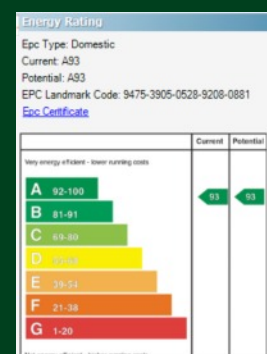 Energy Rating
Epc Type: Domestic
Current: A93
Potential: A93
EPC Landmark Code: 9475-3905-0528-9208-0881
Epc Certificate
Current Potential
Very energy efficient - lower running costs
A 92-100 93 93
B 81-91
C 69-80
D
E 39-54
F 21-38
G 1-20